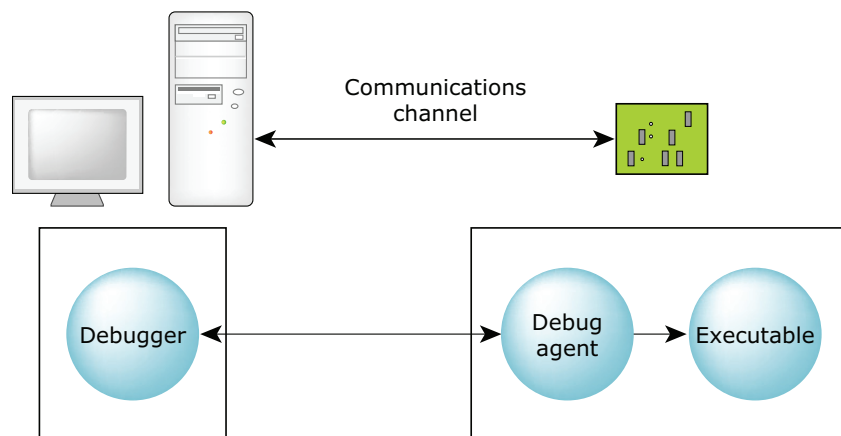 Communications
channel
Debugger
Debug
agent
Executable